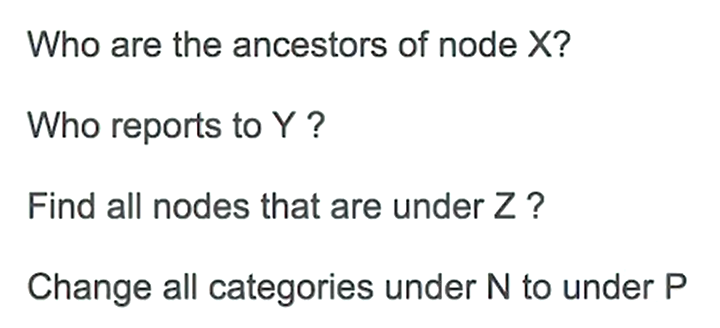 Who are the ancestors of node X?
Who reports to Y ?
Find all nodes that are under Z ?
Change all categories under N to under P